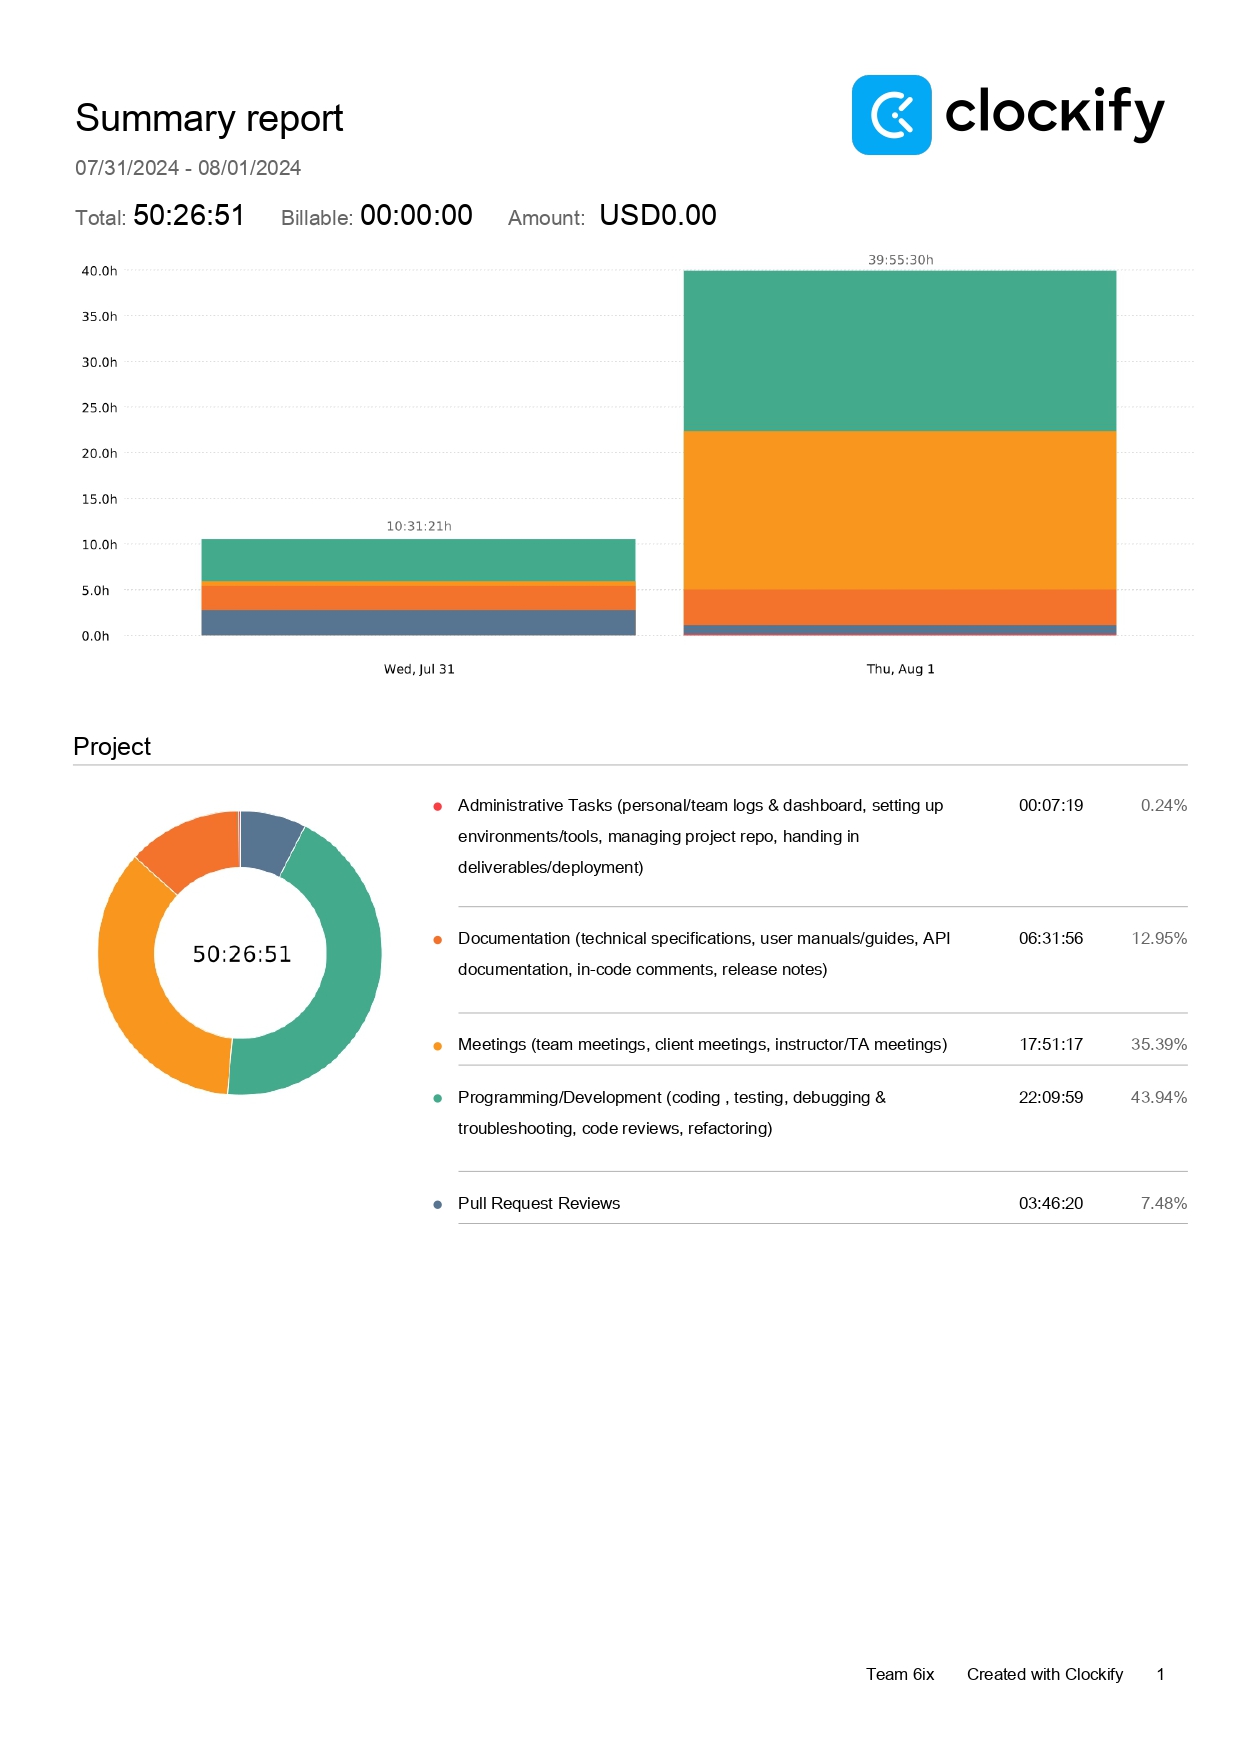 Summary report
clockify
07/31/2024 - 08/01/2024
Total: 50:26:51 Billable: 00:00:00 Amount: USD0.00
39:55:30h
40.0h
35.0h
30.0h
25.0h
20.0h
15.0h
10:31:21h
10.0h
5.0h
0.0h
Wed, Jul 31 Thu, Aug 1
Project
50:26:51
Administrative Tasks (personal/team logs & dashboard, setting up 00:07:19 0.24%
environments/tools, managing project repo, handing in
deliverables/deployment)
Documentation (technical specifications, user manuals/guides, API 06:31:56 12.95%
documentation, in-code comments, release notes)
Meetings (team meetings, client meetings, instructor/TA meetings) 17:51:17 35.39%
Programming/Development (coding , testing, debugging & 22:09:59 43.94%
troubleshooting, code reviews, refactoring)
Pull Request Reviews 03:46:20 7.48%
Team 6ix Created with Clockify 1